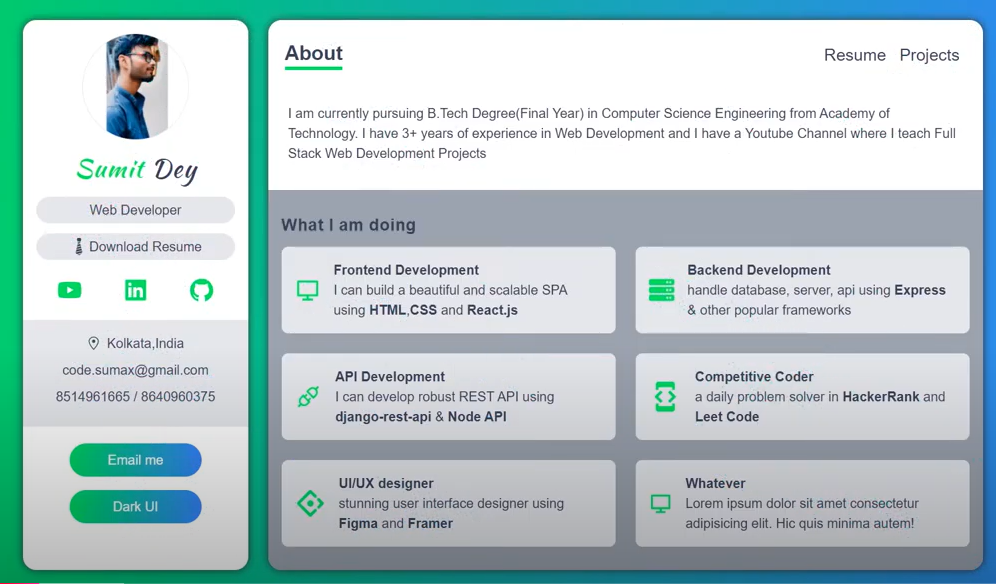 Sumit Dey
Web Developer
Download Resume
Kolkata,India
code.sumax@gmail.com
8514961665 / 8640960375
Email me
Dark UI
About
Resume Projects
I am currently pursuing B.Tech Degree(Final Year) in Computer Science Engineering from Academy of
Technology. I have 3+ years of experience in Web Development and I have a Youtube Channel where I teach Full
Stack Web Development Projects
What I am doing
Frontend Development
I can build a beautiful and scalable SPA
using HTML,CSS and React.js
Backend Development
handle database, server, api using Express
& other popular frameworks
API Development
I can develop robust REST API using
django-rest-api & Node API
Competitive Coder
a daily problem solver in HackerRank and
Leet Code
UI/UX designer
stunning user interface designer using
Figma and Framer
Whatever
Lorem ipsum dolor sit amet consectetur
adipisicing elit. Hic quis minima autem!